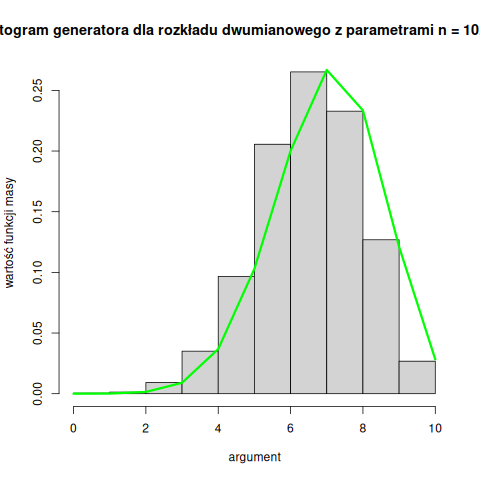 togram generatora dla rozkładu dwumianowego z parametrami n = 10
wartość funkcji masy
0.25
0.20
0.15
0.10
0.05
0.00
0 2 4 6 8 10
argument